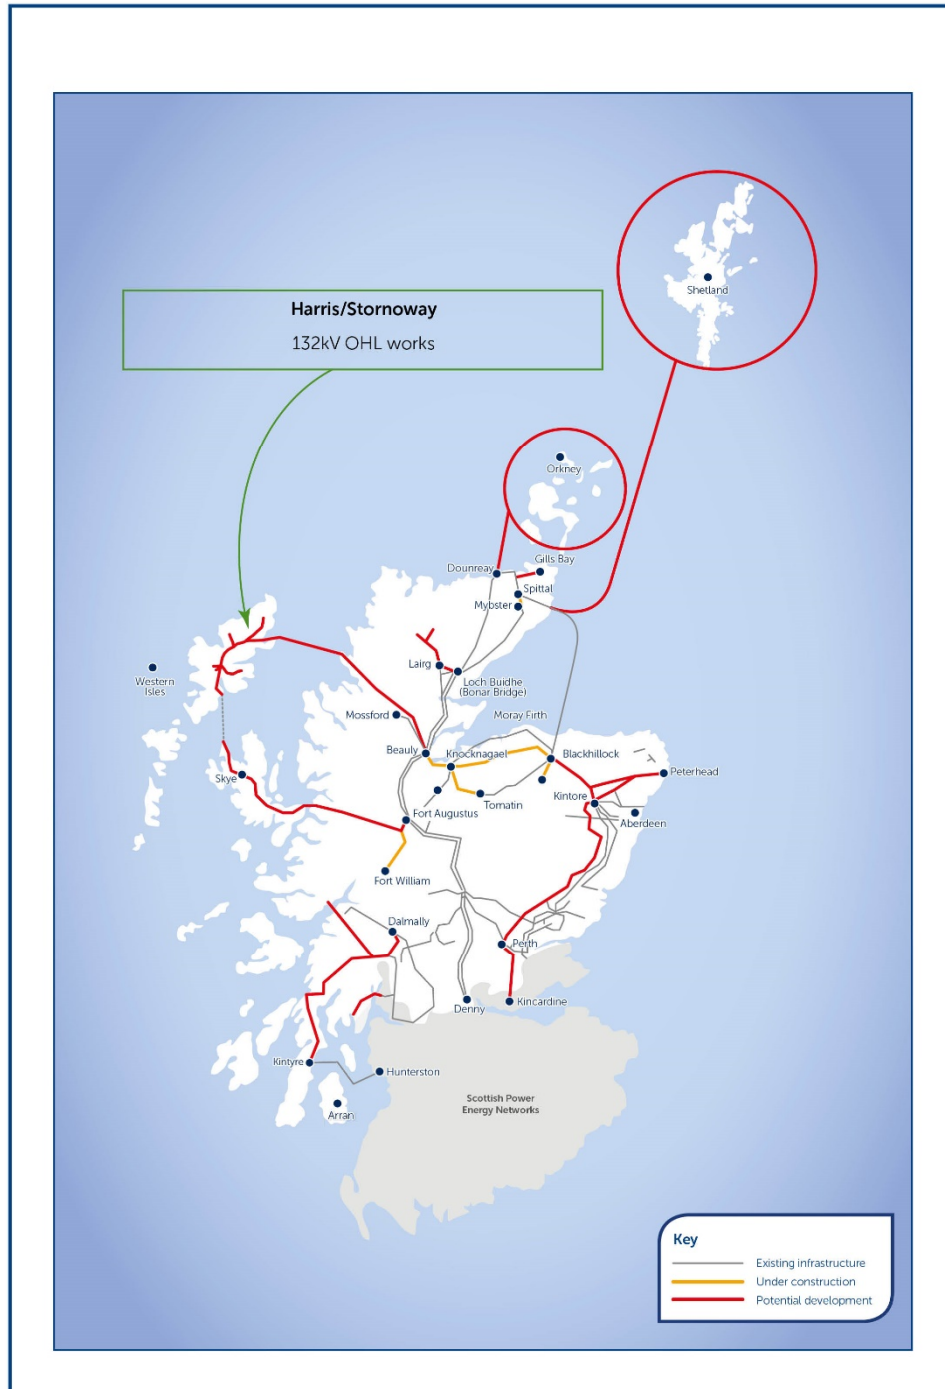 Harris/Stornoway
132kV OHL works
Shetland
Orkney
Dounreay
Gills Bay
Spittal
Mybster
Lairg
Loch Buidhe
(Bonar Bridge)
Western
Isles
Mossford
Moray Firth
Beauly
Knocknagael
Blackhillock
Skye
Peterhead
Tomatin
Kintore
Fort Augustus
Aberdeen
Fort William
Dalmally
Perth
Denny
Kincardine
Kintyre
Hunterston
Arran
Scottish Power
Energy Networks
Key
Existing infrastructure
Under construction
Potential development